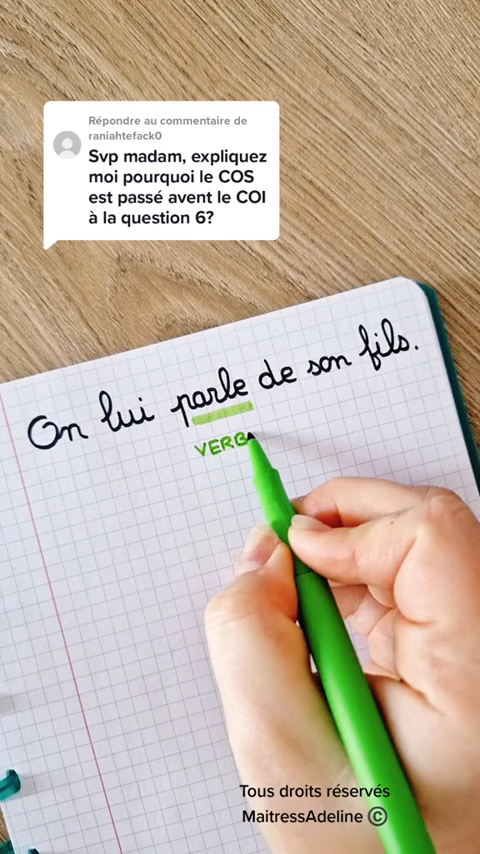 Répondre au commentaire de
raniahtefack0
Svp madam, expliquez
moi pourquoi le COS
est passé avent le COI
à la question 6?
On lui parle de son fils.
VERB
Tous droits réservés
MaitressAdeline ©